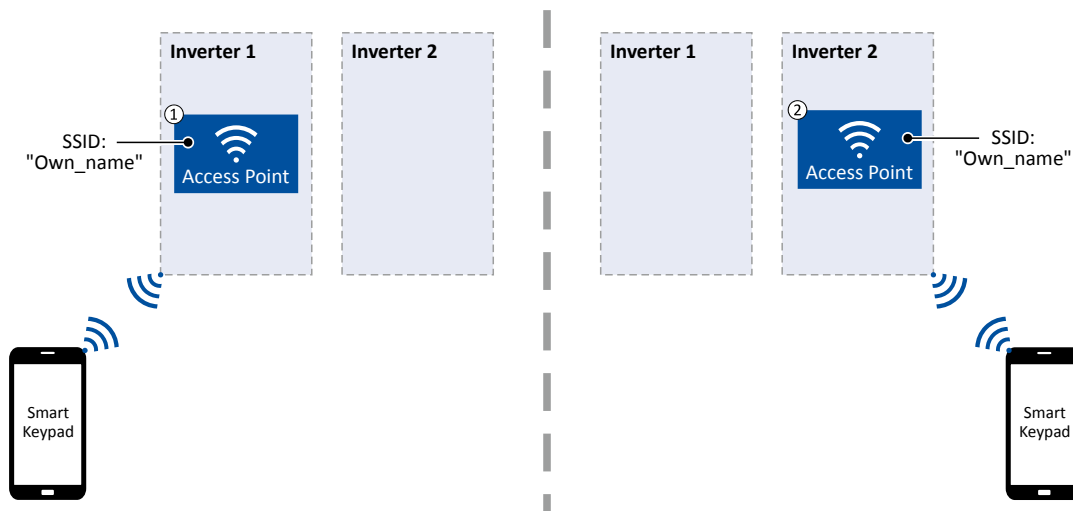 Inverter 1
Inverter 2
1
SSID:
"Own_name"
Access Point
Smart
Keypad
Inverter 1
Inverter 2
2
SSID:
"Own_name"
Access Point
Smart
Keypad